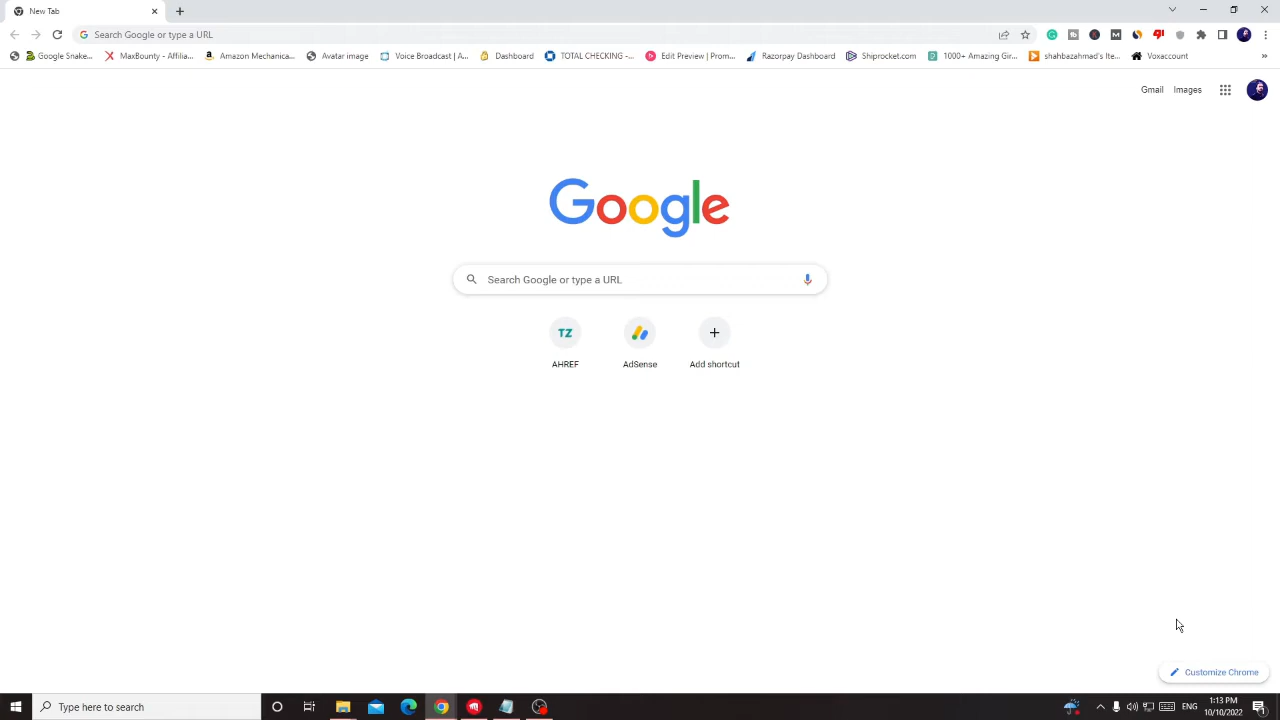 New Tab
Search Google or type a URL
Google Snake...
MaxBounty - Affilia...
Amazon Mechanica...
Avatar image
Voice Broadcast | A...
Dashboard
TOTAL CHECKING -...
Edit Preview | Prom...
Razorpay Dashboard
Shiprocket.com
1000+ Amazing Gir...
shahbazahmad's Ite...
Voxaccount
»
Gmail
Images
Google
Search Google or type a URL
TZ
AHREF
AdSense
Add shortcut
Customize Chrome
Type here to search
ENG
1:13 PM
10/10/2022